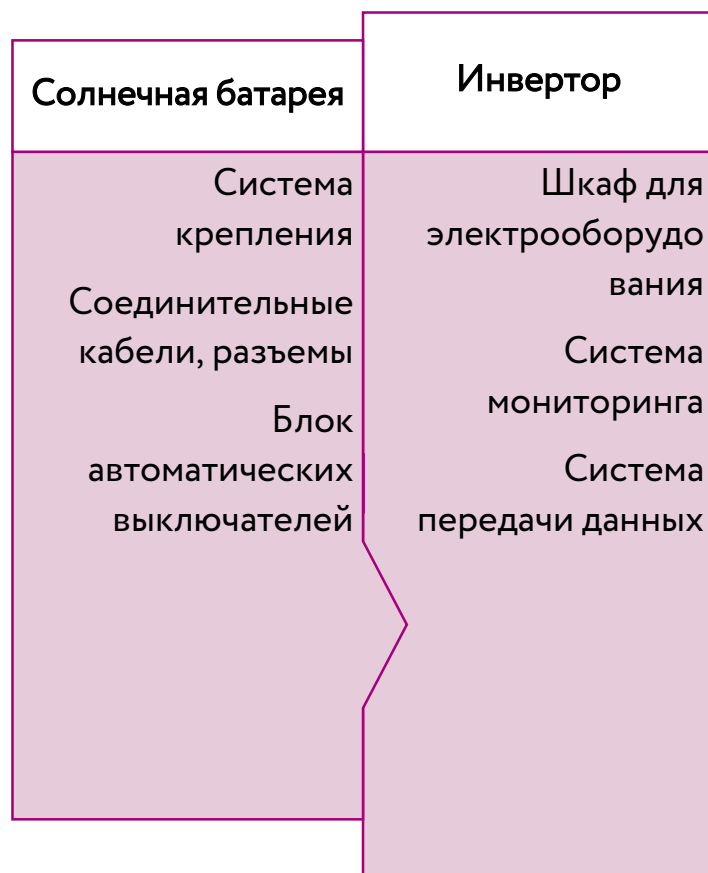 Солнечная батарея
Система
крепления
Соединительные
кабели, разъемы
Блок
автоматических
выключателей
Инвертор
Шкаф для
электрооборудо
вания
Система
мониторинга
Система
передачи данных